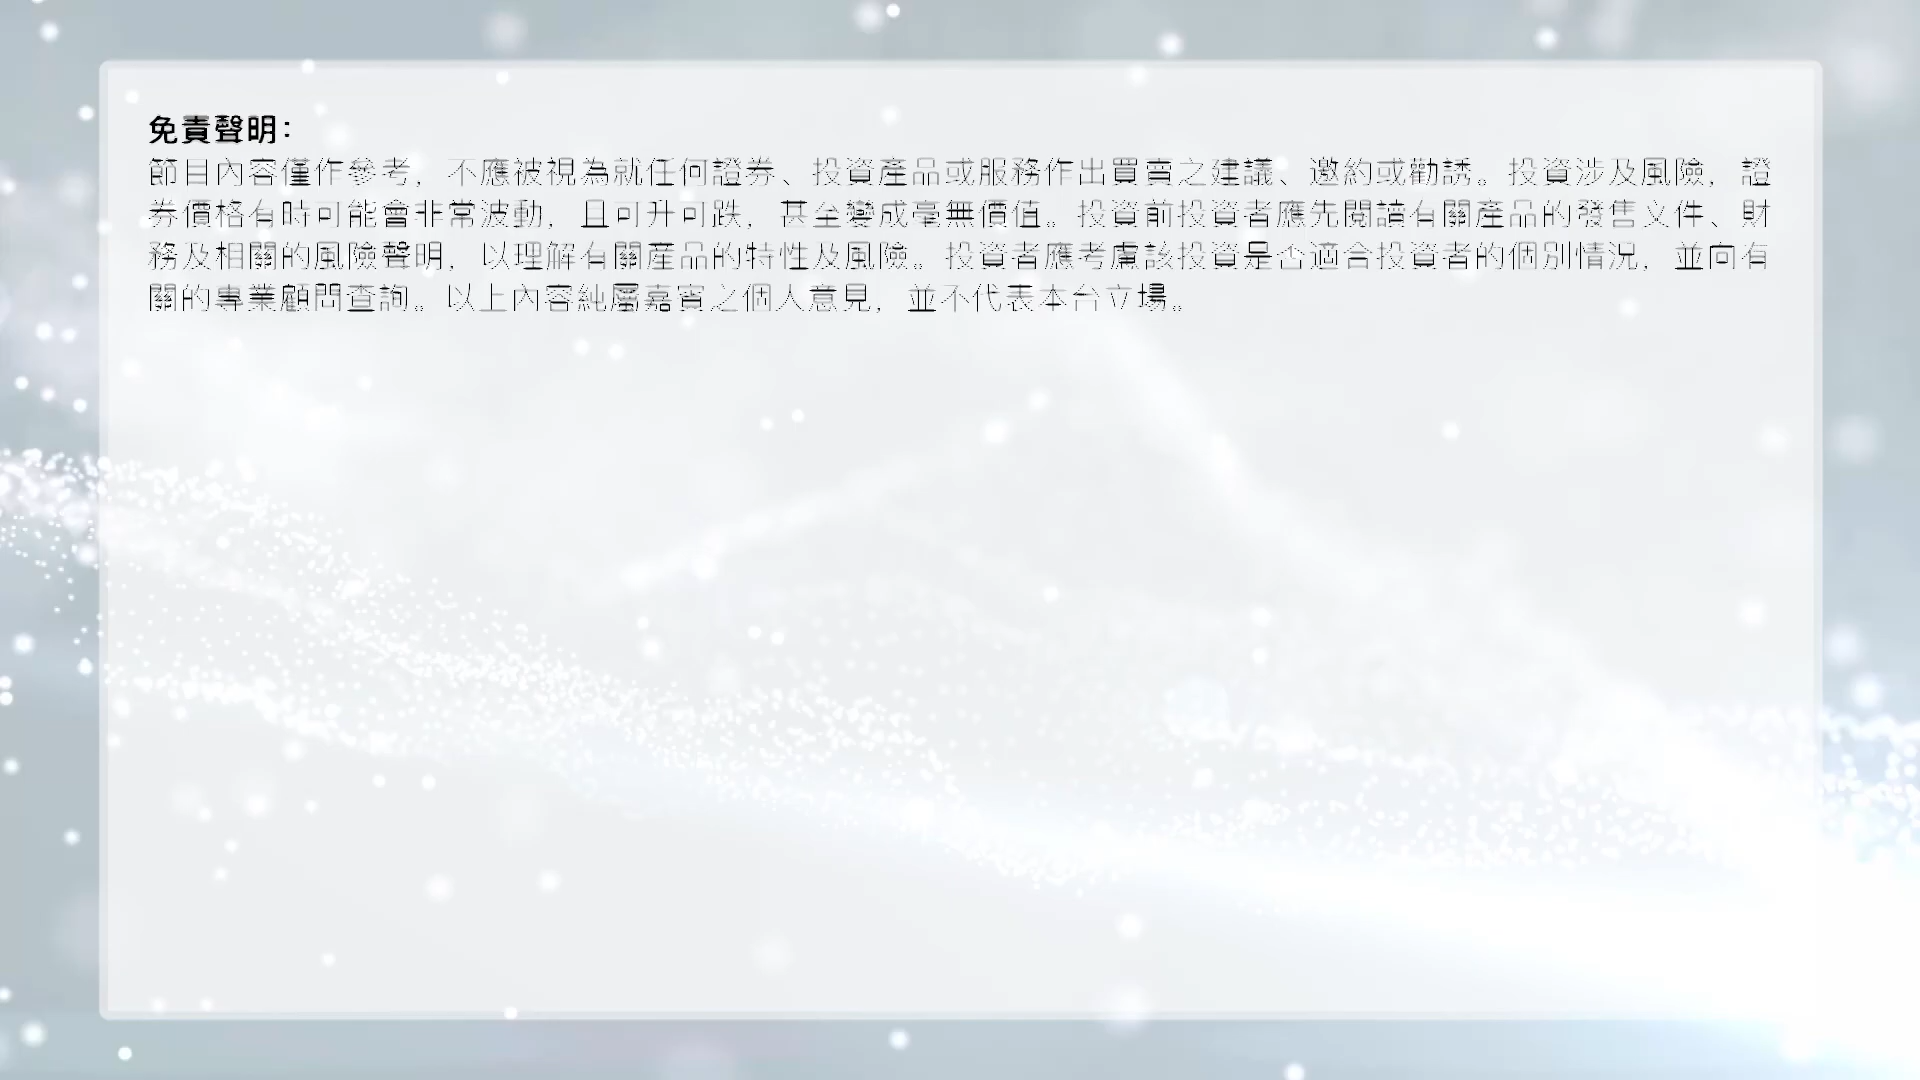 免責聲明：
節目內容僅作參考，不應被視為就任何證券、投資產品或服務作出買賣之建議、邀約或勸誘。投資涉及風險，證
券價格有時可能會非常波動，且可升可跌，甚至變成毫無價值。投資前投資者應先閱讀有關產品的發售文件、財
務及相關的風險聲明，以理解有關產品的特性及風險。投資者應考慮該投資是否適合投資者的個別情況，並向有
關的專業顧問查詢。以上內容純屬嘉賓之個人意見，並不代表本台立場。